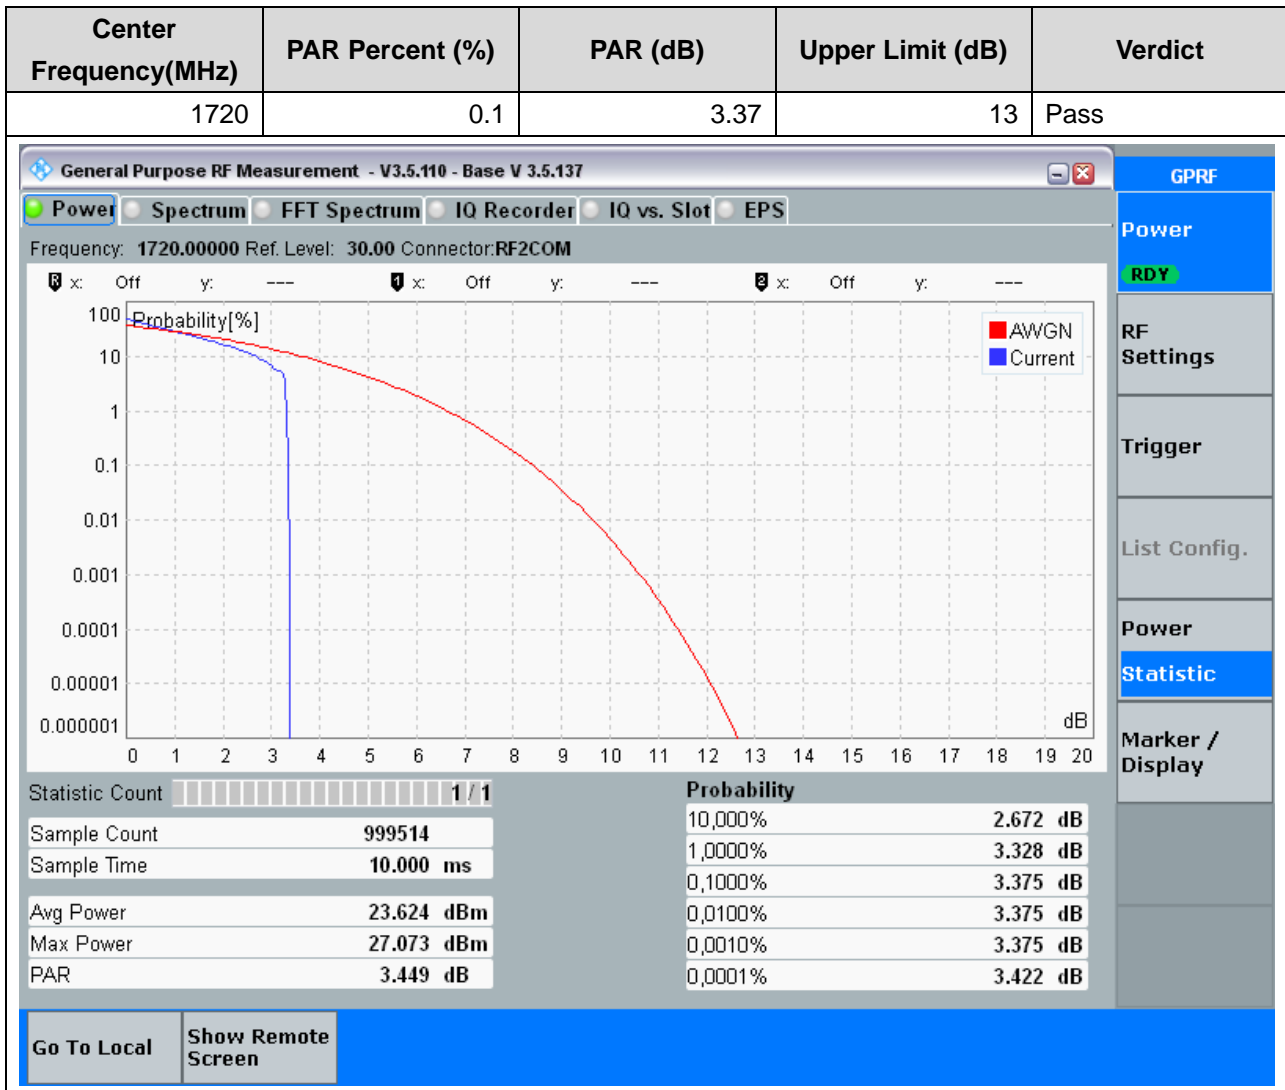 Center Frequency(MHz) PAR Percent (%) PAR (dB) Upper Limit (dB) Verdict
1720 0.1 3.37 13 Pass
General Purpose RF Measurement - V3.5.110 - Base V 3.5.137
GPRF
Power Spectrum FFT Spectrum IQ Recorder IQ vs. Slot EPS
Frequency: 1720.00000 Ref. Level: 30.00 Connector:RF2COM
R x: Off y: --- 1 x: Off y: --- 2 x: Off y: ---
Probability[%]
100
10
1
0.1
0.01
0.001
0.0001
0.00001
0.000001
AWGN
Current
dB
0 1 2 3 4 5 6 7 8 9 10 11 12 13 14 15 16 17 18 19 20
Statistic Count 1 / 1
Sample Count 999514
Sample Time 10.000 ms
Avg Power 23.624 dBm
Max Power 27.073 dBm
PAR 3.449 dB
Probability
10,000% 2.672 dB
1,0000% 3.328 dB
0,1000% 3.375 dB
0,0100% 3.375 dB
0,0010% 3.375 dB
0,0001% 3.422 dB
Power
RDY
RF
Settings
Trigger
List Config.
Power
Statistic
Marker /
Display
Go To Local
Show Remote
Screen